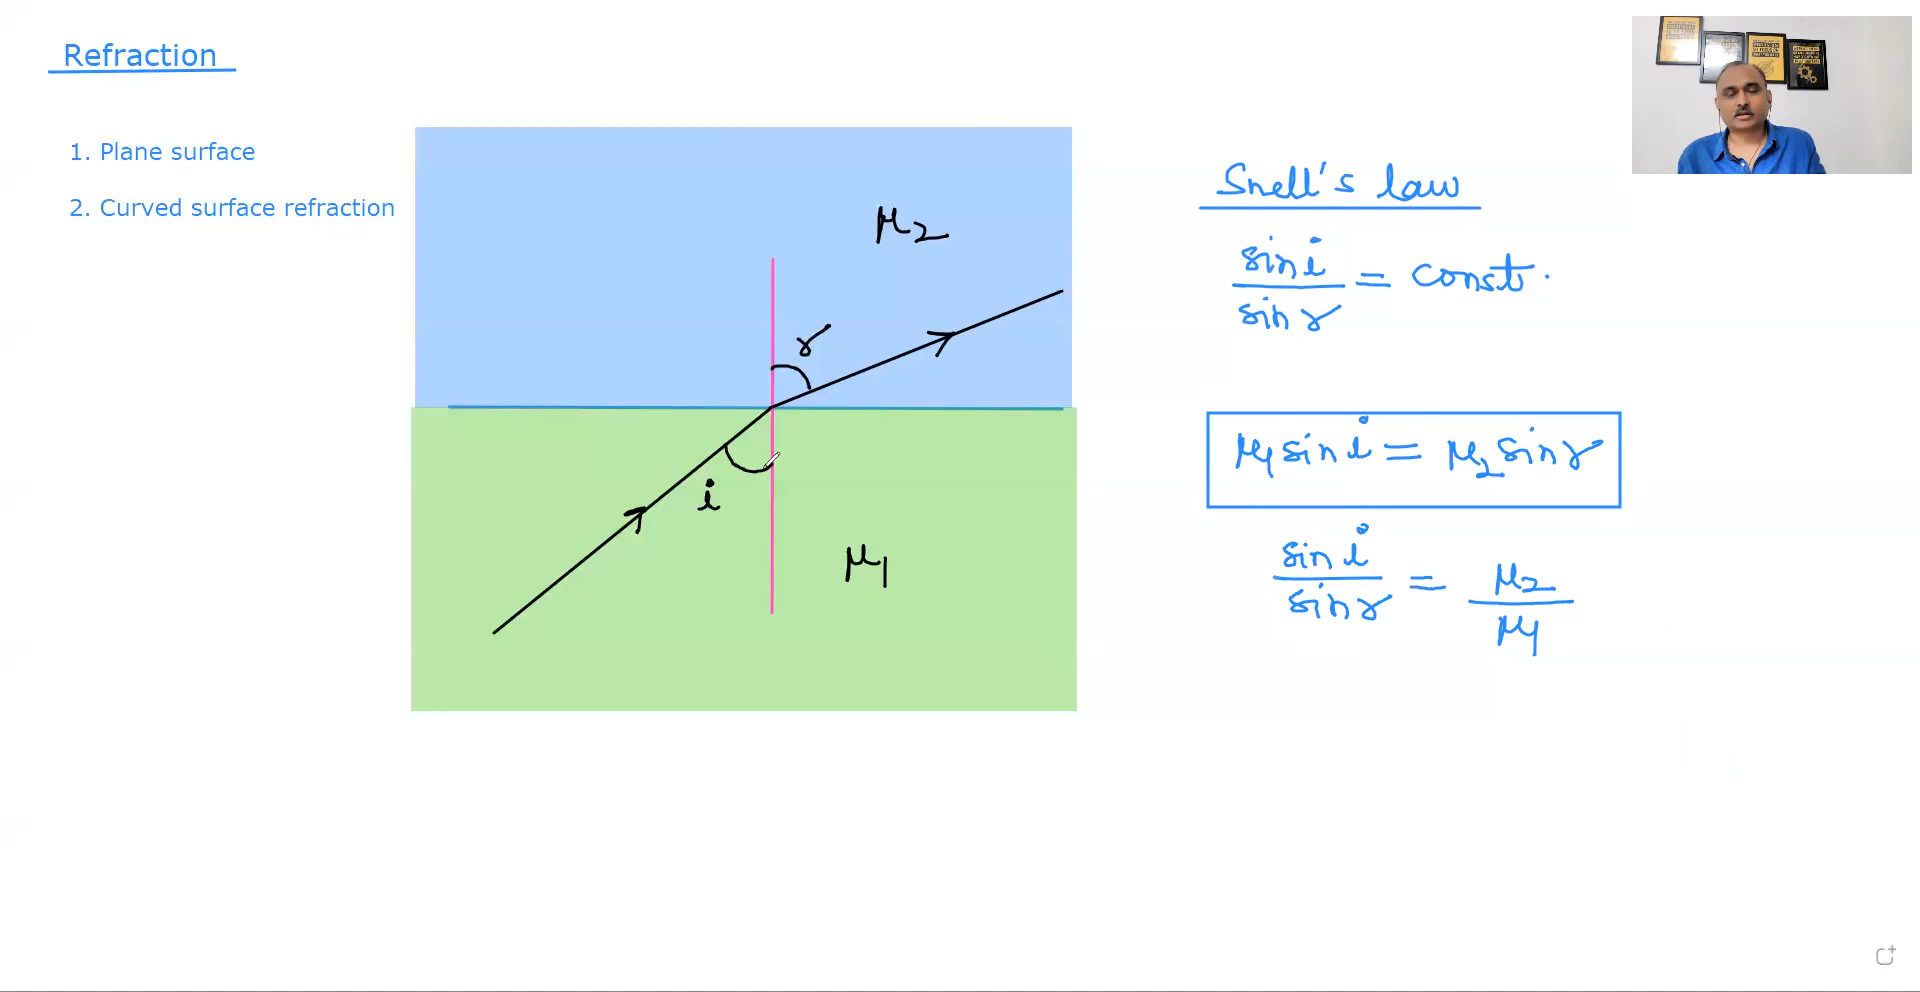 Refraction
1. Plane surface
2. Curved surface refraction
μ2
r
i
μ1
Snell's law
sin i / sin r = const.
μ1 sin i = μ2 sin r
sin i / sin r = μ2 / μ1